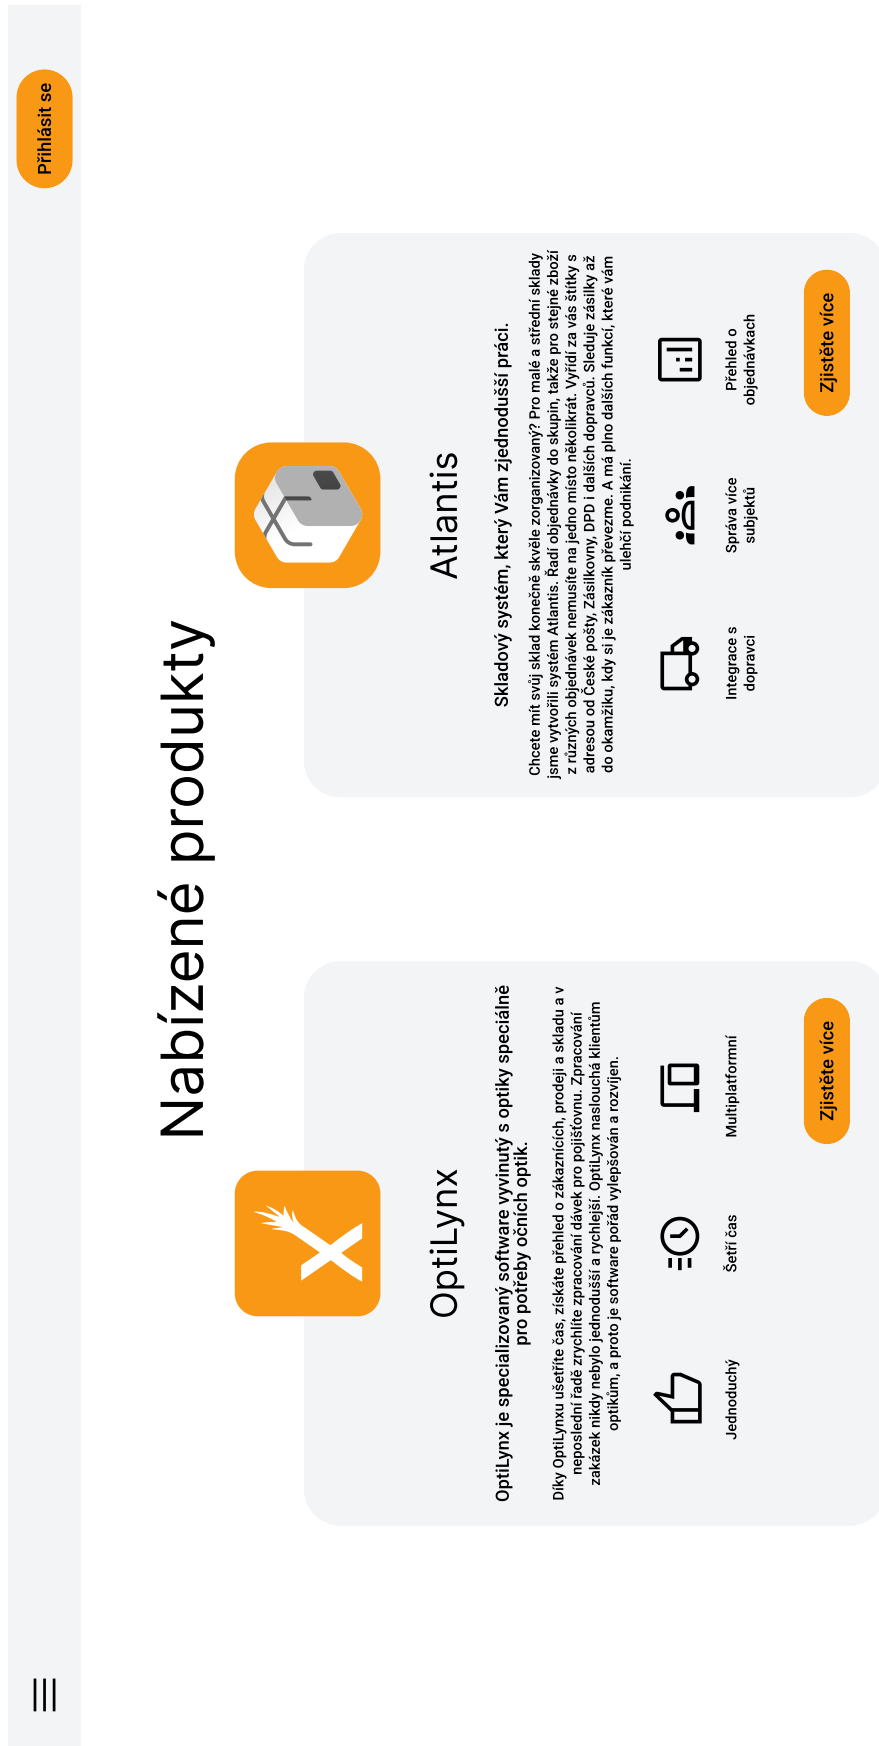 Přihlásit se
Nabízené produkty
OptiLynx
OptiLynx je specializovaný software vyvinutý s optiky speciálně
pro potřeby očních optik.
Díky OptiLynxu ušetříte čas, získáte přehled o zákaznících, prodeji a skladu a v
neposlední řadě zrychlíte zpracování dávek pro pojišťovnu. Zpracování
zakázek nikdy nebylo jednodušší a rychlejší. OptiLynx naslouchá klientům
optikům, a proto je software pořád vylepšován a rozvíjen.
Jednoduchý
Šetří čas
Multiplatformní
Zjistěte více
Atlantis
Skladový systém, který Vám zjednodušší práci.
Chcete mít svůj sklad konečně skvěle zorganizovaný? Pro malé a střední sklady
jsme vytvořili systém Atlantis. Řadí objednávky do skupin, takže pro stejné zboží
z různých objednávek nemusíte na jedno místo několikrát. Vyřídí za vás štítky s
adresou od České pošty, Zásilkovny, DPD i dalších dopravců. Sleduje zásilky až
do okamžiku, kdy si je zákazník převezme. A má plno dalších funkcí, které vám
ulehčí podnikání.
Integrace s
dopravci
Správa více
subjektů
Přehled o
objednávkach
Zjistěte více